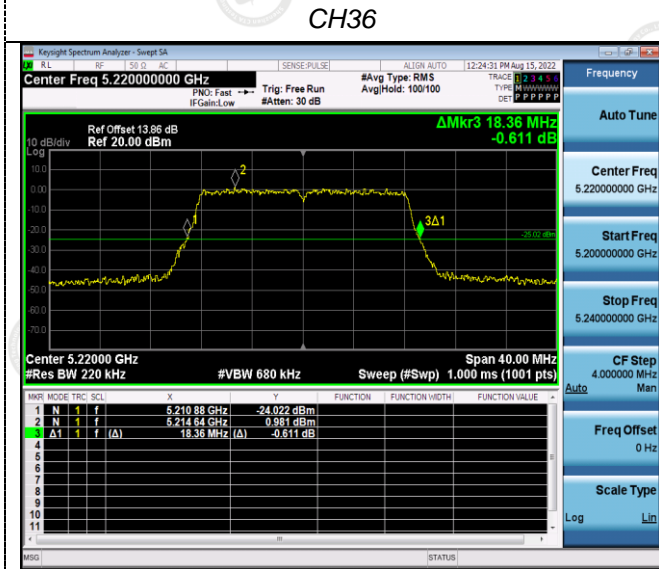 CH36
Keysight Spectrum Analyzer - Swept SA
RL RF 50 Ω AC SENSE:PULSE ALIGN AUTO 12:24:31 PM Aug 15, 2022
Center Freq 5.220000000 GHz
PNO: Fast
IFGain:Low
Trig: Free Run
#Atten: 30 dB
#Avg Type: RMS
Avg|Hold: 100/100
TRACE 1 2 3 4 5 6
TYPE MWWWWW
DET P P P P P P
Frequency
Auto Tune
Center Freq
5.220000000 GHz
Start Freq
5.200000000 GHz
Stop Freq
5.240000000 GHz
CF Step
4.000000 MHz
Auto Man
Freq Offset
0 Hz
Scale Type
Log Lin
ΔMkr3 18.36 MHz
-0.611 dB
Ref Offset 13.86 dB
10 dB/div Ref 20.00 dBm
Log
10.0
0.00
-10.0
-20.0
-30.0
-40.0
-50.0
-60.0
-70.0
1
2
3Δ1
-25.02 dBm
Center 5.22000 GHz Span 40.00 MHz
#Res BW 220 kHz #VBW 680 kHz Sweep (#Swp) 1.000 ms (1001 pts)
MKR MODE TRC SCL X Y FUNCTION FUNCTION WIDTH FUNCTION VALUE
1 N 1 f 5.210 88 GHz -24.022 dBm
2 N 1 f 5.214 64 GHz 0.981 dBm
3 Δ1 1 f (Δ) 18.36 MHz (Δ) -0.611 dB
4
5
6
7
8
9
10
11
MSG STATUS